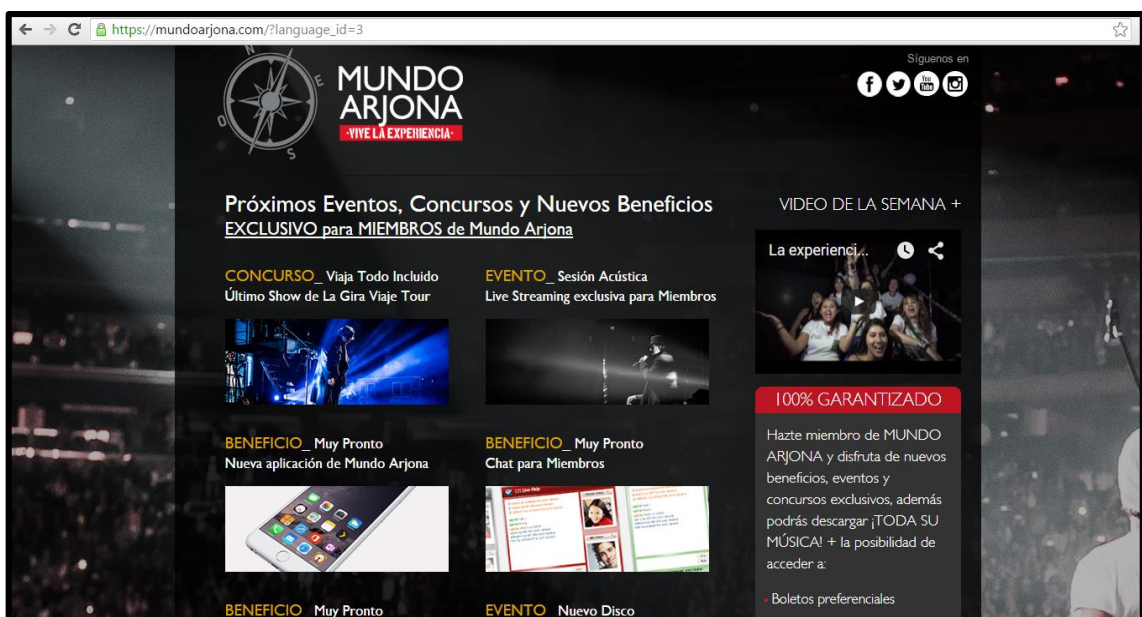 https://mundoarjona.com/?language_id=3
N
E
S
O
MUNDO
ARJONA
·VIVE LA EXPERIENCIA·
Síguenos en
You
Tube
Próximos Eventos, Concursos y Nuevos Beneficios
EXCLUSIVO para MIEMBROS de Mundo Arjona
CONCURSO_ Viaja Todo Incluido
Último Show de La Gira Viaje Tour
EVENTO_ Sesión Acústica
Live Streaming exclusiva para Miembros
BENEFICIO_ Muy Pronto
Nueva aplicación de Mundo Arjona
BENEFICIO_ Muy Pronto
Chat para Miembros
Live Help
BENEFICIO_ Muy Pronto
EVENTO_ Nuevo Disco
VIDEO DE LA SEMANA +
La experienci...
100% GARANTIZADO
Hazte miembro de MUNDO
ARJONA y disfruta de nuevos
beneficios, eventos y
concursos exclusivos, además
podrás descargar ¡TODA SU
MÚSICA! + la posibilidad de
acceder a:
• Boletos preferenciales